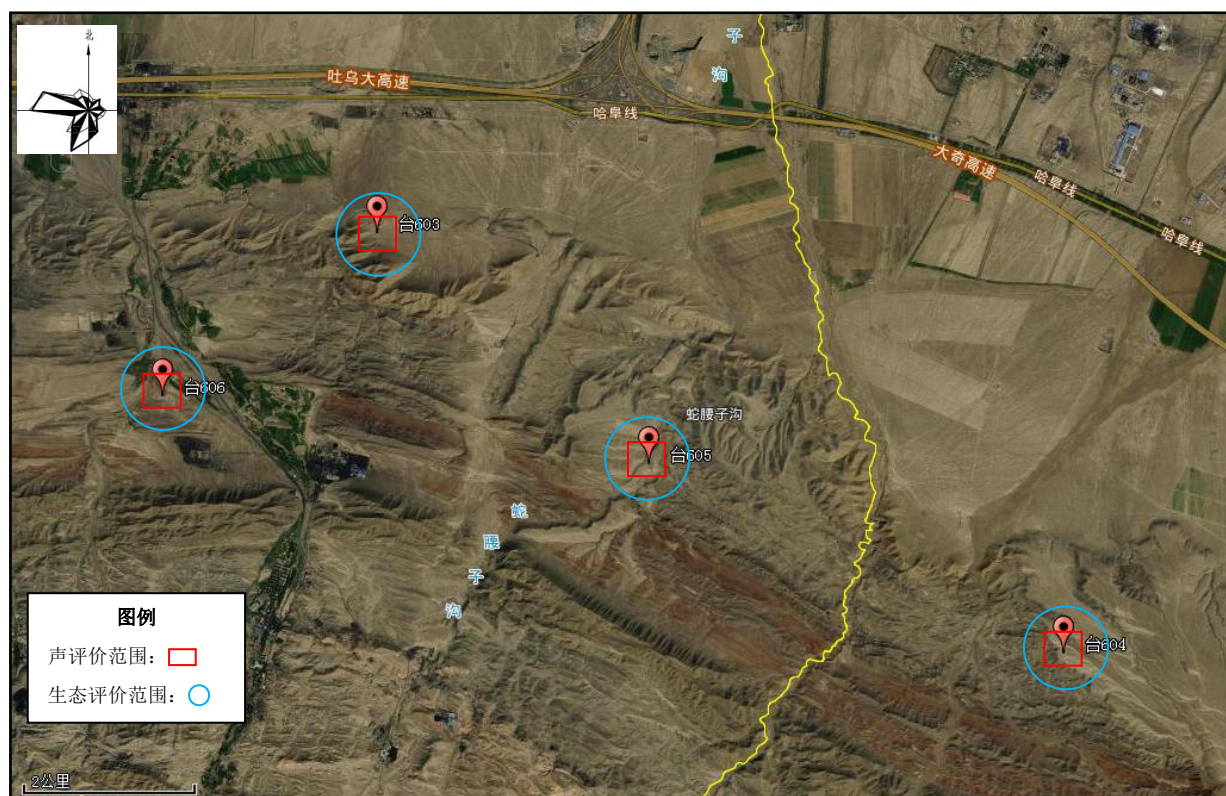 北
子
沟
吐乌大高速
哈阜线
大奇高速
哈阜线
哈阜线
台603
台606
蛇腰子沟
台605
蛇
腰
子
沟
台604
图例
声评价范围：
生态评价范围：
2公里